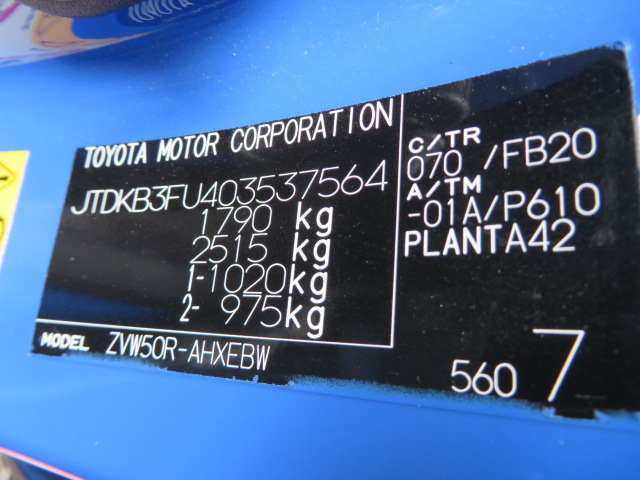 TOYOTA MOTOR CORPORATION
JTDKB3FU403537564
1790 kg
2515 kg
1-1020kg
2- 975kg
MODEL ZVW50R-AHXEBW
C/TR
070 /FB20
A/TM
-01A/P610
PLANTA42
560 7